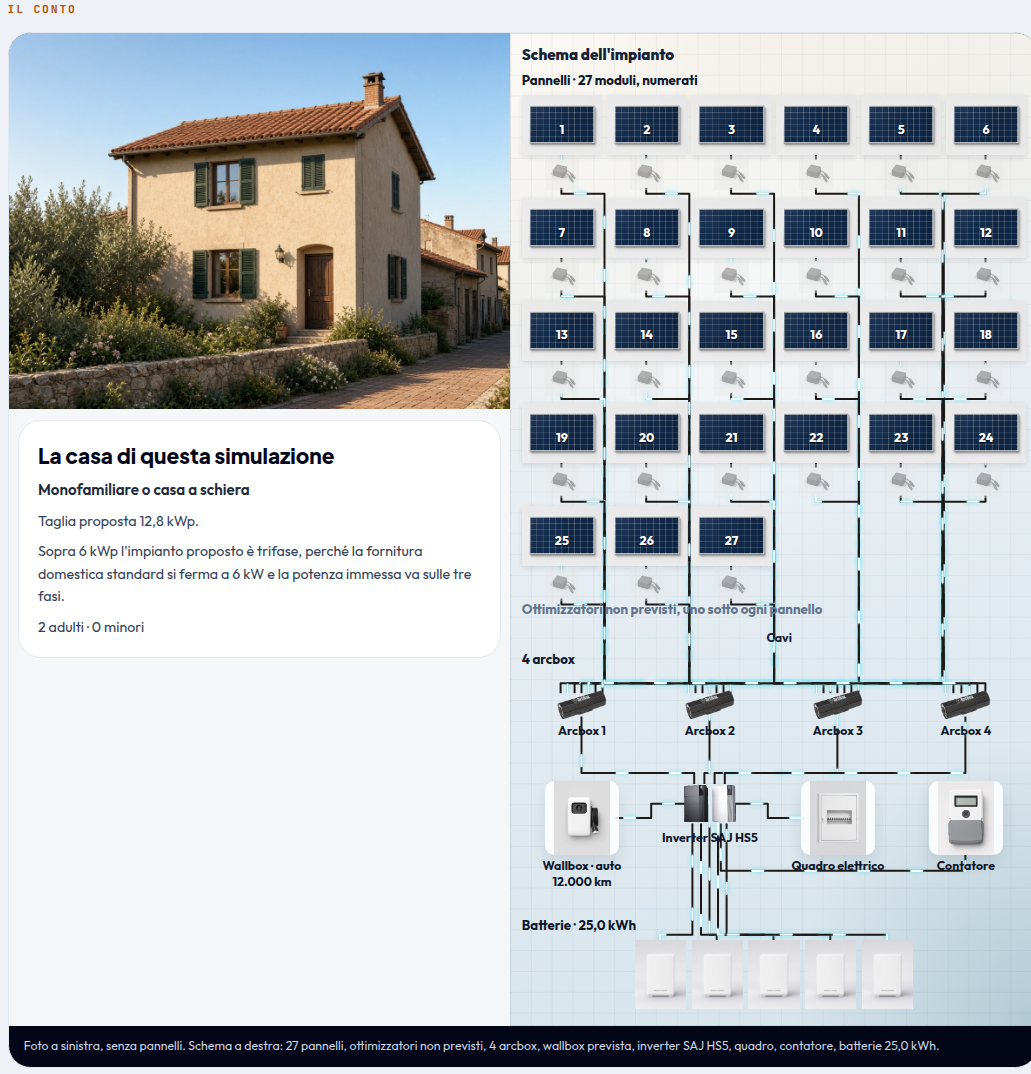 IL CONTO
Schema dell'impianto
Pannelli · 27 moduli, numerati
1 2 3 4 5 6
7 8 9 10 11 12
13 14 15 16 17 18
19 20 21 22 23 24
25 26 27
Ottimizzatori non previsti, uno sotto ogni pannello
Cavi
4 arcbox
Arcbox 1 Arcbox 2 Arcbox 3 Arcbox 4
Inverter SAJ HS5
Wallbox · auto
12.000 km
Quadro elettrico
Contatore
Batterie · 25,0 kWh
La casa di questa simulazione
Monofamiliare o casa a schiera
Taglia proposta 12,8 kWp.
Sopra 6 kWp l'impianto proposto è trifase, perché la fornitura
domestica standard si ferma a 6 kW e la potenza immessa va sulle tre
fasi.
2 adulti · 0 minori
Foto a sinistra, senza pannelli. Schema a destra: 27 pannelli, ottimizzatori non previsti, 4 arcbox, wallbox prevista, inverter SAJ HS5, quadro, contatore, batterie 25,0 kWh.